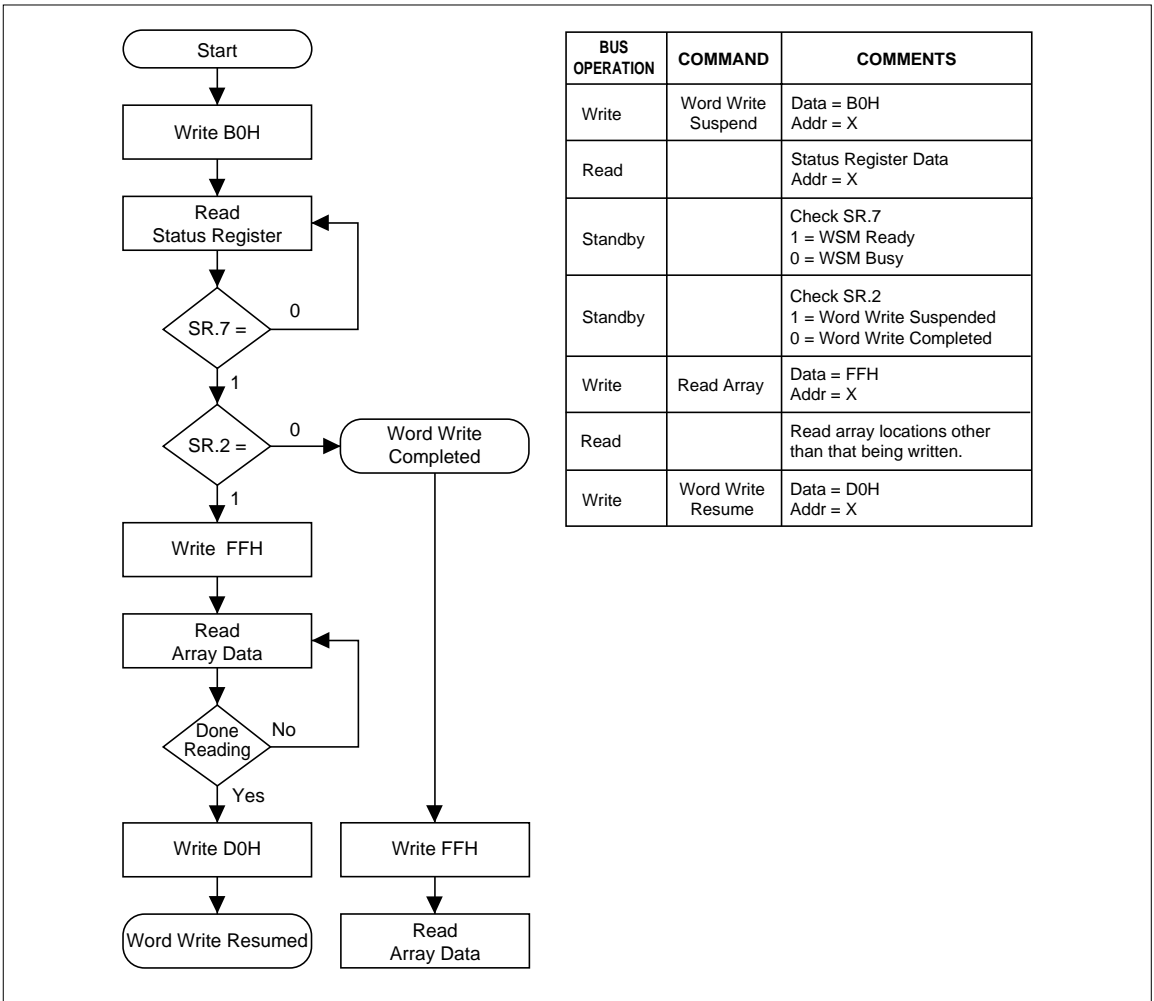 Start
Write B0H
Read
Status Register
SR.7 =
0
1
SR.2 =
0
Word Write
Completed
1
Write FFH
Read
Array Data
Done
Reading
No
Yes
Write D0H
Write FFH
Word Write Resumed
Read
Array Data
BUS
OPERATION
COMMAND
COMMENTS
Write
Word Write
Suspend
Data = B0H
Addr = X
Read
Status Register Data
Addr = X
Standby
Check SR.7
1 = WSM Ready
0 = WSM Busy
Standby
Check SR.2
1 = Word Write Suspended
0 = Word Write Completed
Write
Read Array
Data = FFH
Addr = X
Read
Read array locations other
than that being written.
Write
Word Write
Resume
Data = D0H
Addr = X